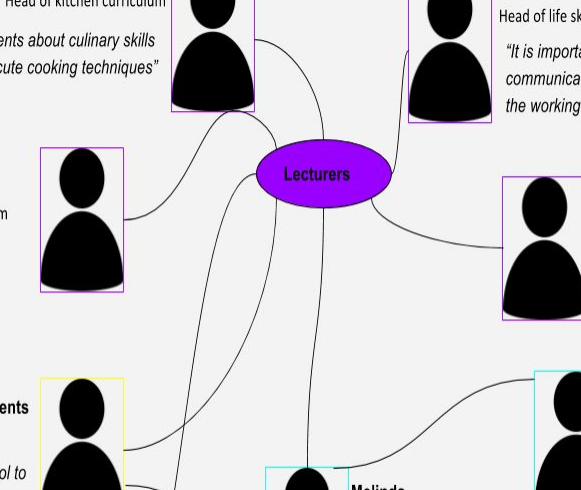 Head of kitchen curriculum
ents about culinary skills
cute cooking techniques”
Head of life sk
“It is importa
communica
the working
Lecturers
m
ents
ol to
Melinda